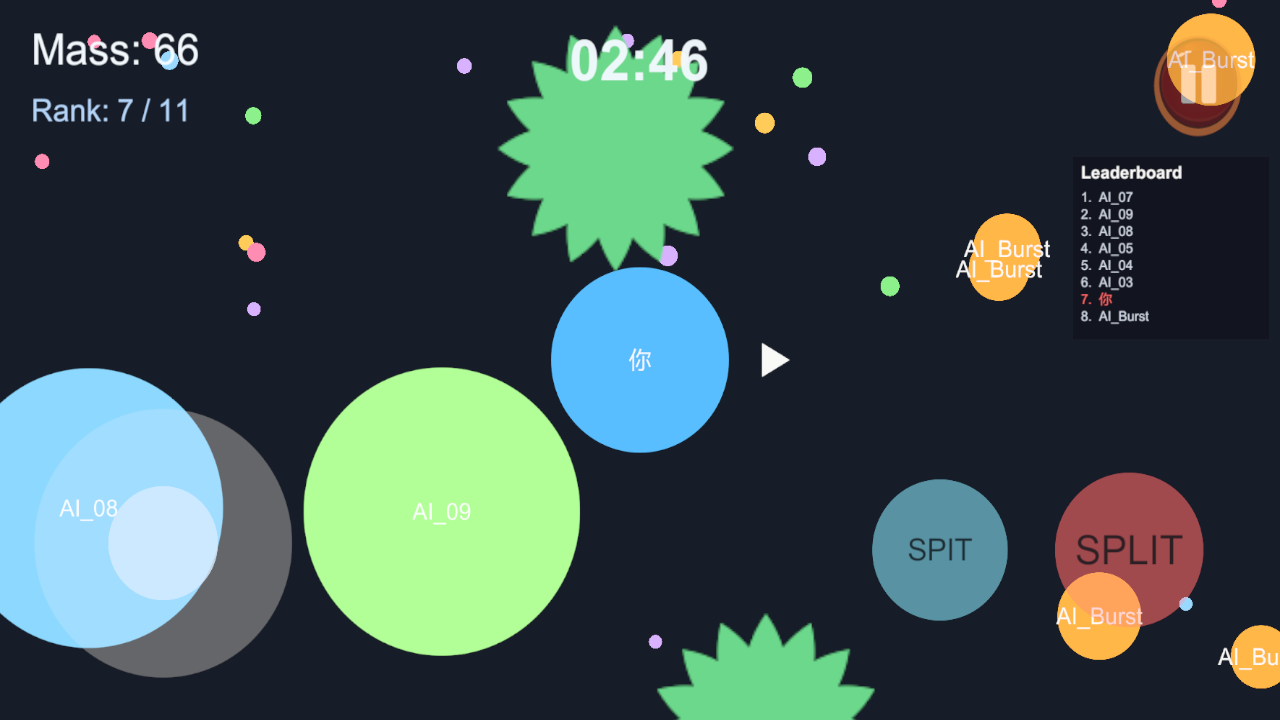 Mass: 66
02:46
Rank: 7 / 11
AI_Burst
Leaderboard
1. AI_07
2. AI_09
3. AI_08
4. AI_05
5. AI_04
6. AI_03
7. 你
8. AI_Burst
AI_Burst
AI_Burst
你
AI_08
AI_09
SPIT
SPLIT
AI_Burst
AI_Bu